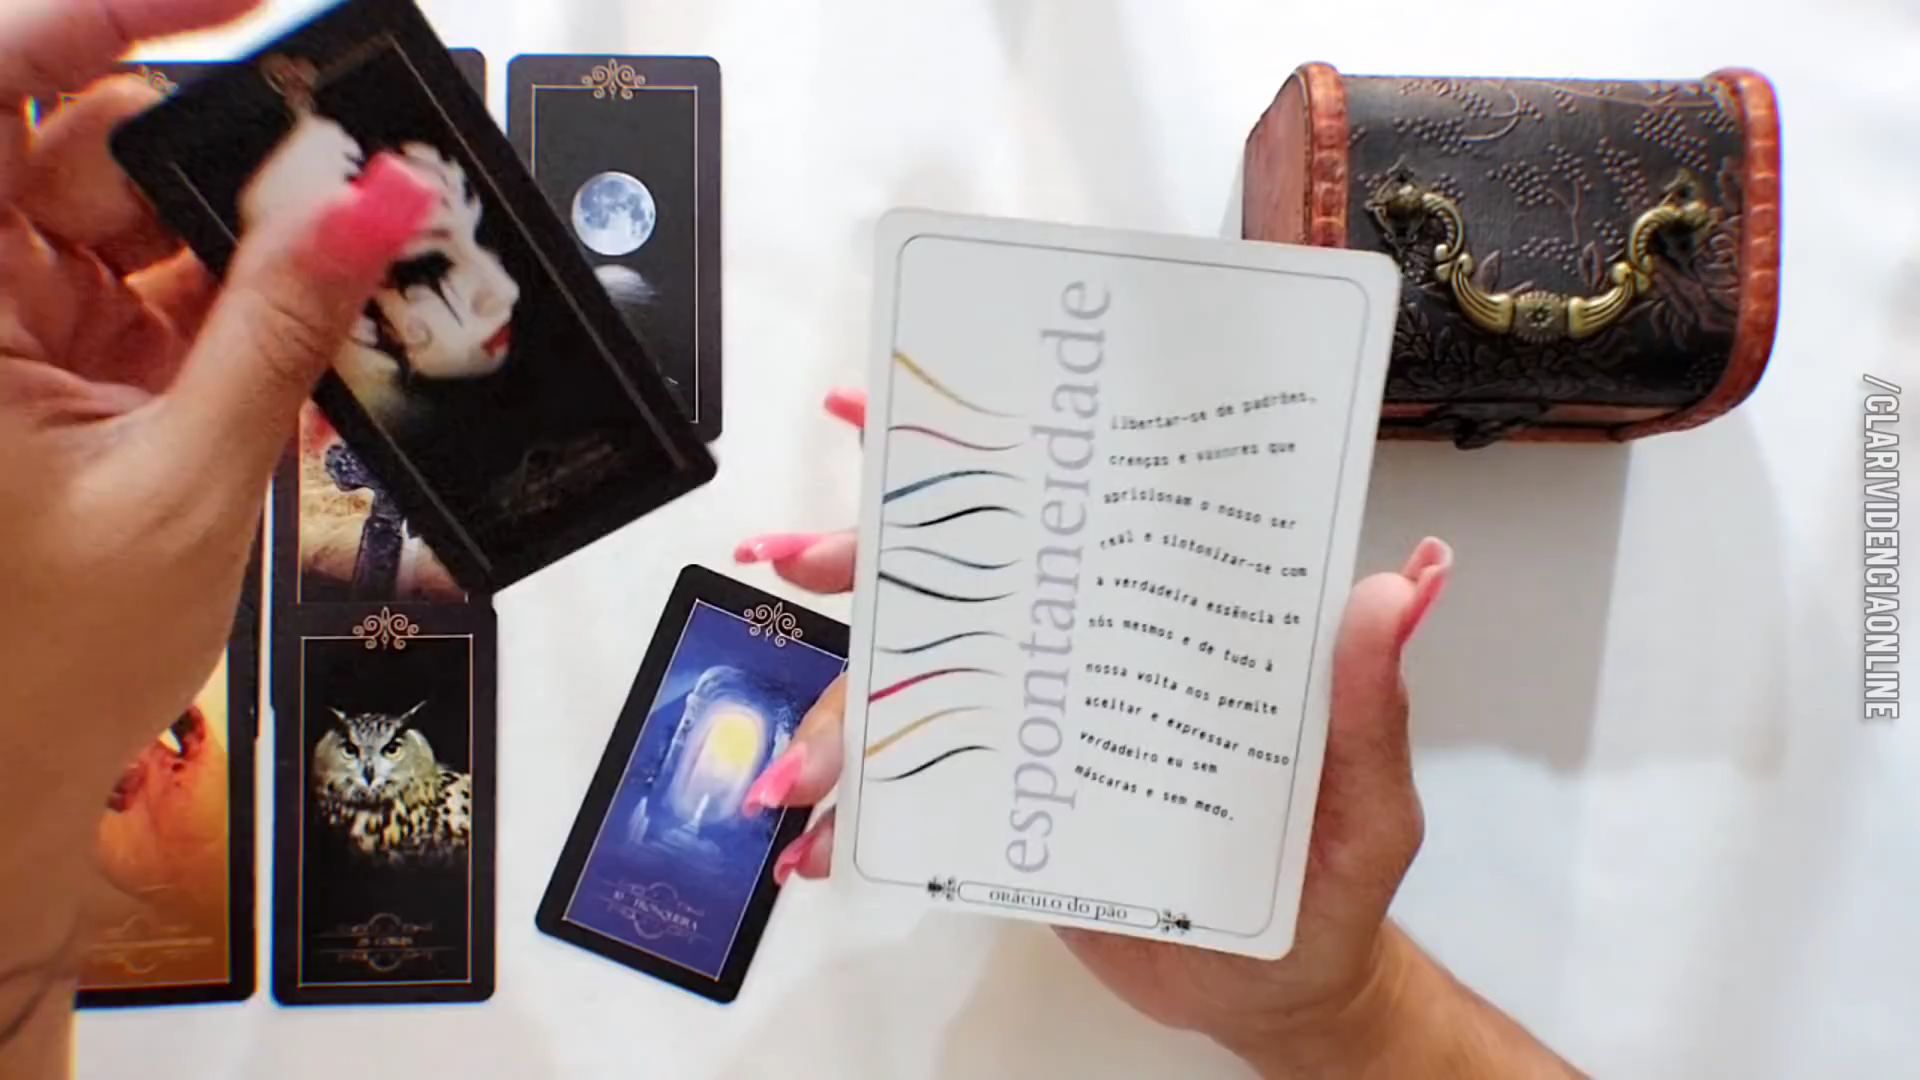 espontaneidade
libertar-se de padrões,
crenças e valores que
aprisionam o nosso ser
real e sintonizar-se com
a verdadeira essência de
nós mesmos e de tudo à
nossa volta nos permite
aceitar e expressar nosso
verdadeiro eu sem
máscaras e sem medo.
oráculo do pão
/CLARIVIDENCIAONLINE